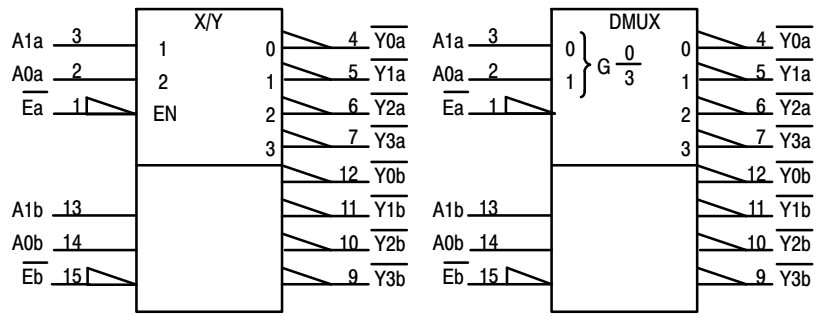 X/Y DMUX
A1a 3 1 0 4 Y0a A1a 3 0 G 0/3 0 4 Y0a
A0a 2 2 1 5 Y1a A0a 2 1 1 5 Y1a
Ea 1 EN 2 6 Y2a Ea 1 2 6 Y2a
3 7 Y3a 3 7 Y3a
12 Y0b 12 Y0b
A1b 13 11 Y1b A1b 13 11 Y1b
A0b 14 10 Y2b A0b 14 10 Y2b
Eb 15 9 Y3b Eb 15 9 Y3b